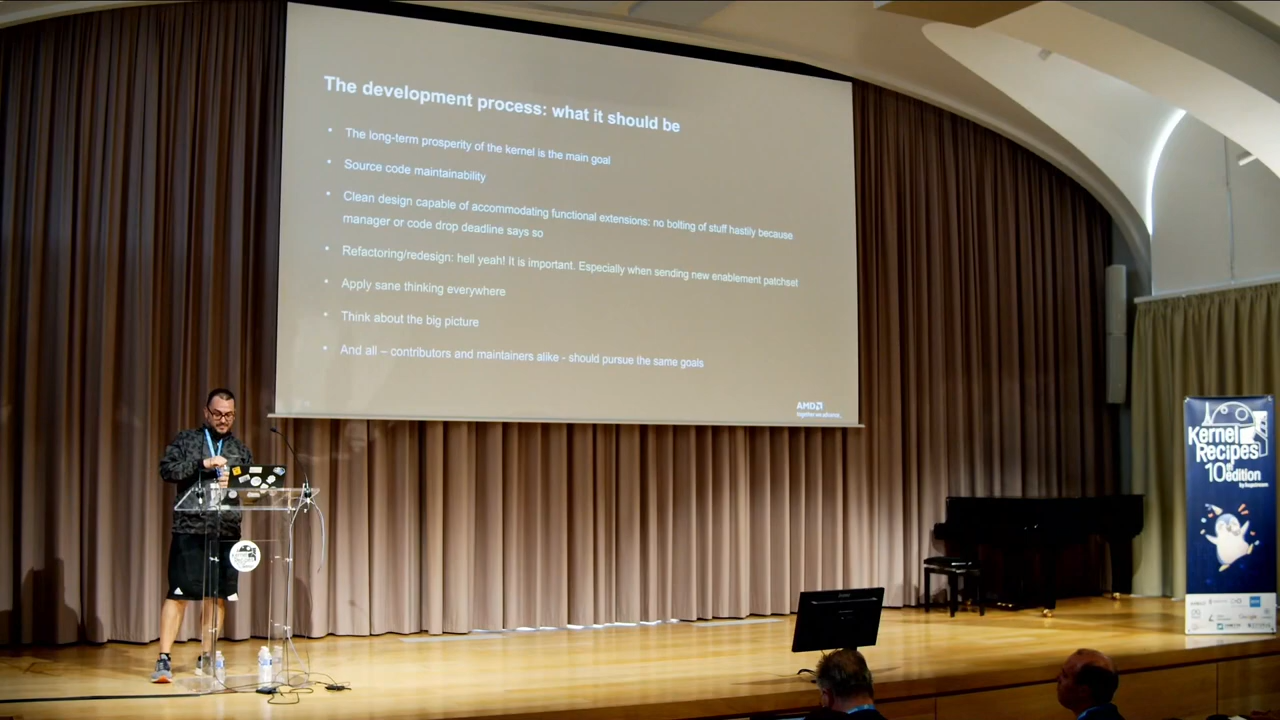 The development process: what it should be
• The long-term prosperity of the kernel is the main goal
• Source code maintainability
• Clean design capable of accommodating functional extensions: no bolting of stuff hastily because
manager or code drop deadline says so
• Refactoring/redesign: hell yeah! It is important. Especially when sending new enablement patchset
• Apply sane thinking everywhere
• Think about the big picture
• And all – contributors and maintainers alike - should pursue the same goals
AMD
together we advance_
Kernel
Recipes
10th edition